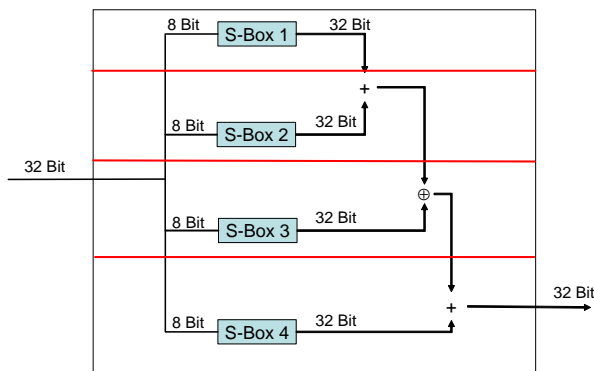 8 Bit S-Box 1 32 Bit
+
8 Bit S-Box 2 32 Bit
32 Bit
⊕
8 Bit S-Box 3 32 Bit
32 Bit
+
8 Bit S-Box 4 32 Bit